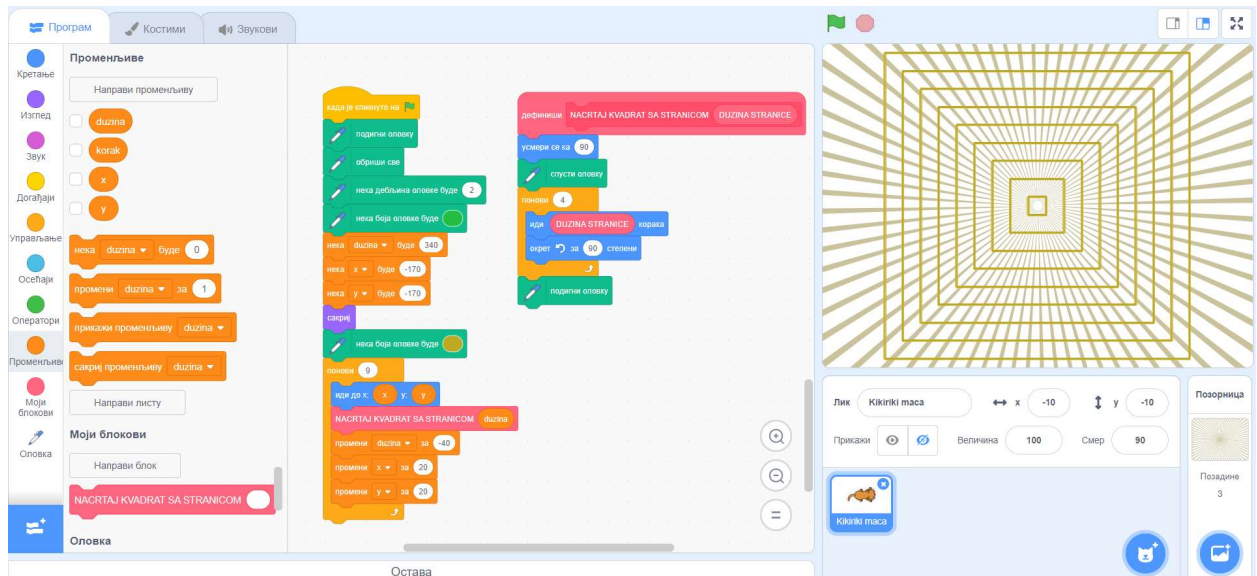 Програм
Костими
Звукови
Кретање
Изглед
Звук
Догађаји
Управљање
Осећаји
Оператори
Променљиве
Моји
блокови
Оловка
Променљиве
Направи променљиву
duzina
korak
x
y
нека duzina буде 0
промени duzina за 1
прикажи променљиву duzina
сакриј променљиву duzina
Направи листу
Моји блокови
Направи блок
NACRTAJ KVADRAT SA STRANICOM
Оловка
када је кликнуто на
подигни оловку
обриши све
нека дебљина оловке буде 2
нека боја оловке буде
нека duzina буде 340
нека x буде -170
нека y буде -170
сакриј
нека боја оловке буде
понови 9
иди до x: x y: y
NACRTAJ KVADRAT SA STRANICOM duzina
промени duzina за -40
промени x за 20
промени y за 20
дефиниши NACRTAJ KVADRAT SA STRANICOM DUZINA STRANICE
усмери се ка 90
спусти оловку
понови 4
иди DUZINA STRANICE корака
окрет за 90 степени
подигни оловку
Остава
Лик Kikiriki maca x -10 y -10
Прикажи Величина 100 Смер 90
Kikiriki maca
Позорница
Позадине
3